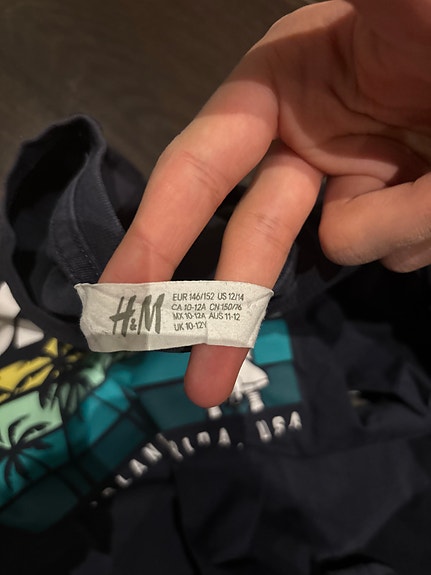 H&M
EUR 146/152 US 12/14
CA 10-12A CN 150/76
MX 10-12A AUS 11-12
UK 10-12Y
USA